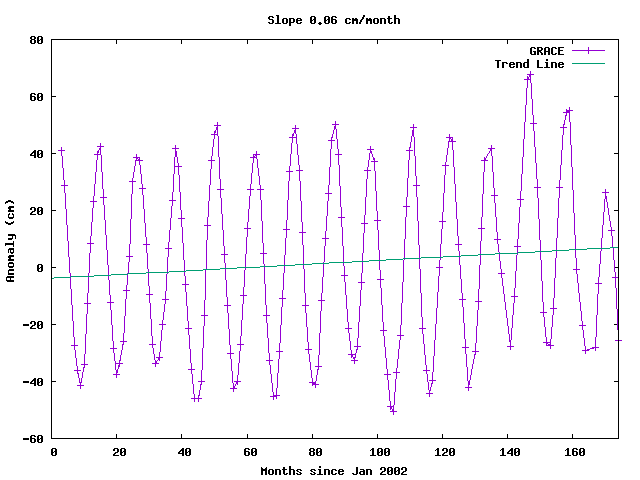 Slope 0.06 cm/month
80
GRACE
Trend Line
60
40
20
0
-20
-40
-60
Anomaly (cm)
0 20 40 60 80 100 120 140 160
Months since Jan 2002